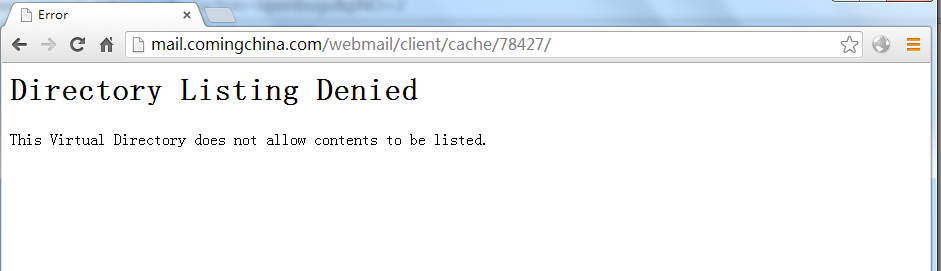 Error
mail.comingchina.com/webmail/client/cache/78427/
Directory Listing Denied
This Virtual Directory does not allow contents to be listed.